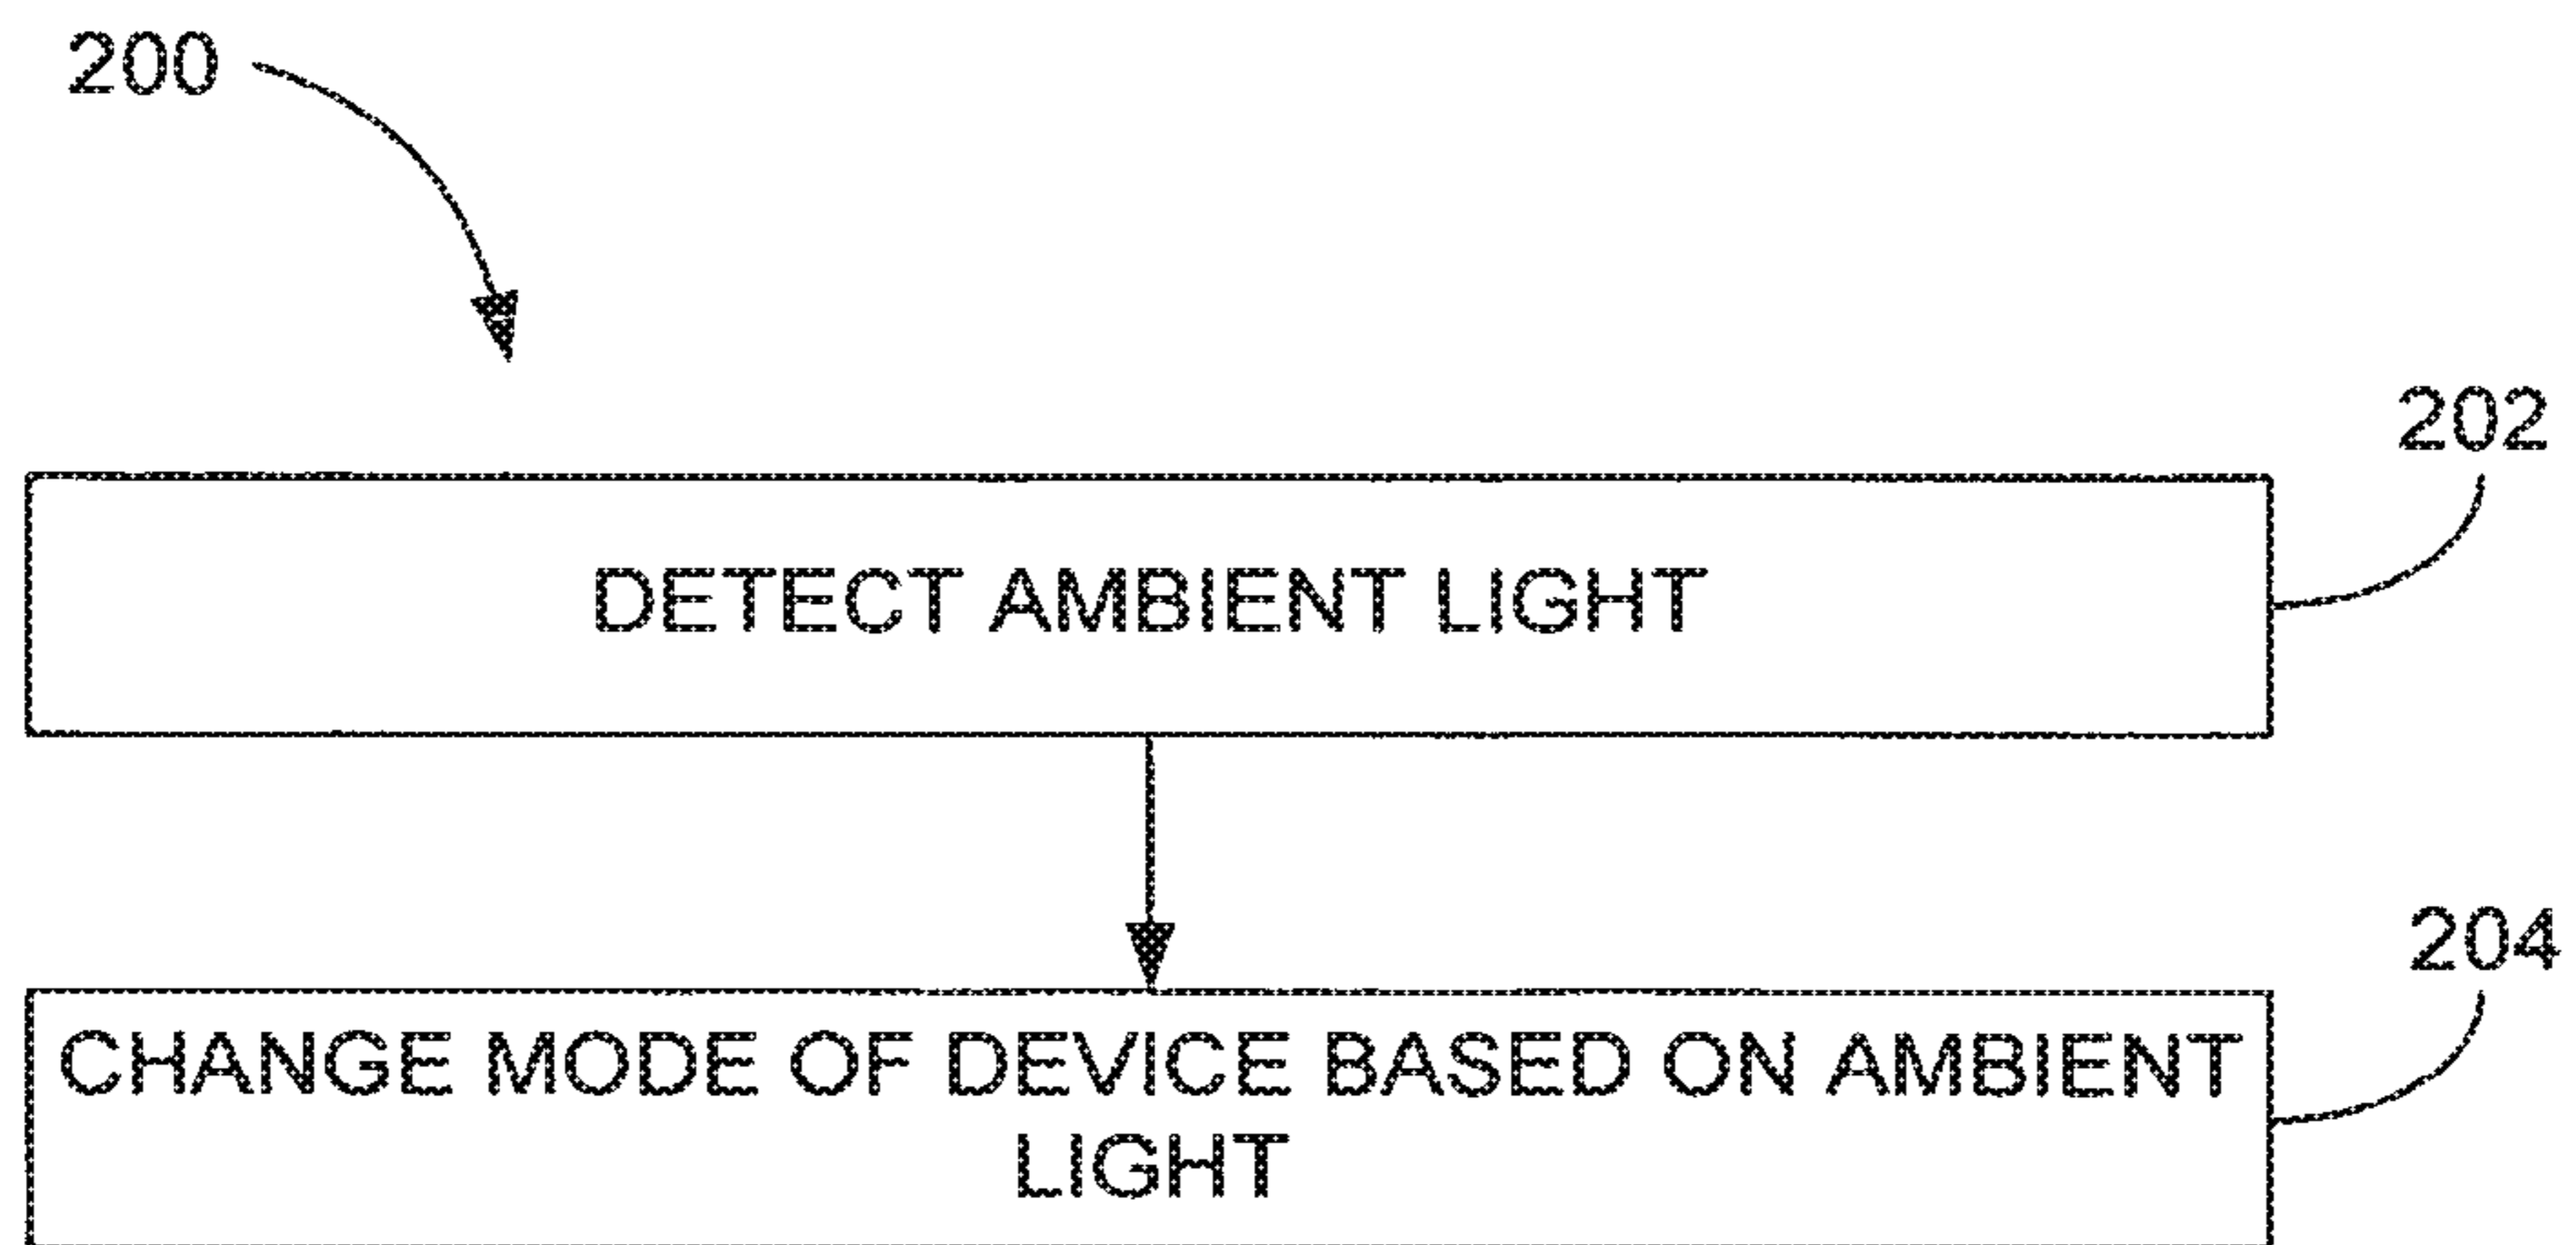 200
202
DETECT AMBIENT LIGHT
204
CHANGE MODE OF DEVICE BASED ON AMBIENT
LIGHT